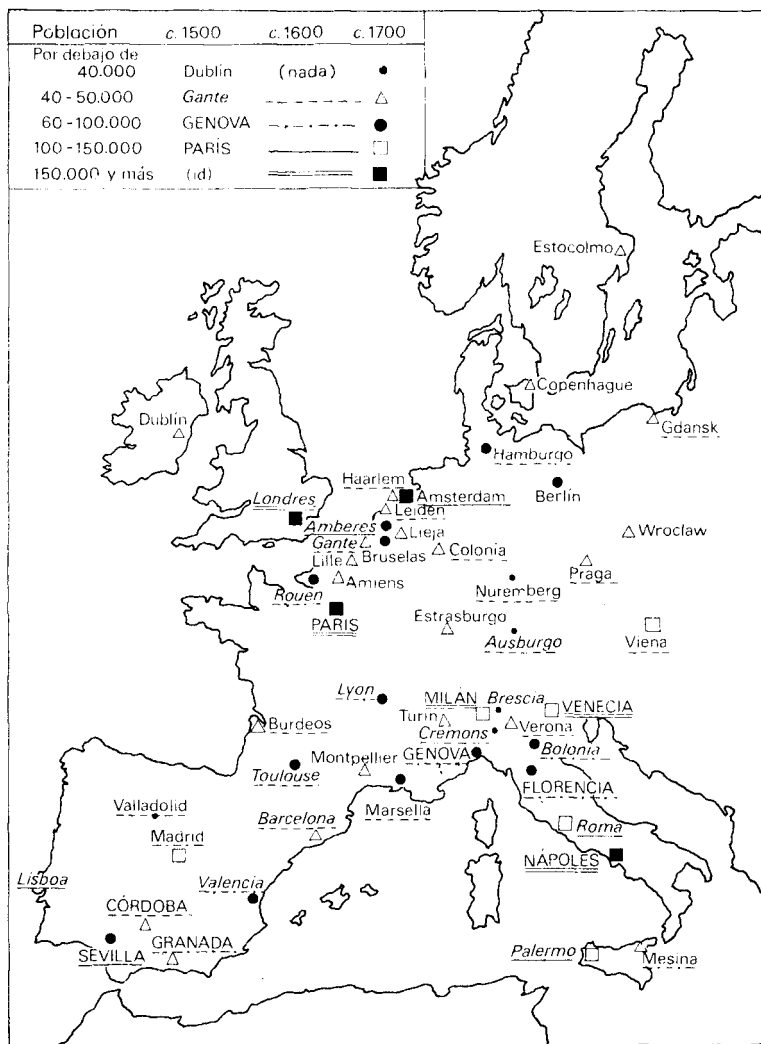 Población c.1500 c.1600 c.1700
Por debajo de
40.000 Dublín (nada)
40-50.000 Gante
60-100.000 GENOVA
100-150.000 PARÍS
150.000 y más (id)
Estocolmo
Copenhague
Dublín
Gdansk
Hamburgo
Haarlem
Berlín
Londres
Amsterdam
Leiden
Amberes
Lieja
Wroclaw
Gante
Lille
Bruselas
Colonia
Praga
Amiens
Rouen
Nuremberg
PARIS
Estrasburgo
Ausburgo
Viena
Lyon
MILÁN
Brescia
VENECIA
Burdeos
Turín
Verona
Cremons
Montpellier
GENOVA
Bolonia
Toulouse
Marsella
FLORENCIA
Valladolid
Barcelona
Madrid
Roma
NÁPOLES
Lisboa
Valencia
CÓRDOBA
GRANADA
SEVILLA
Palermo
Mesina